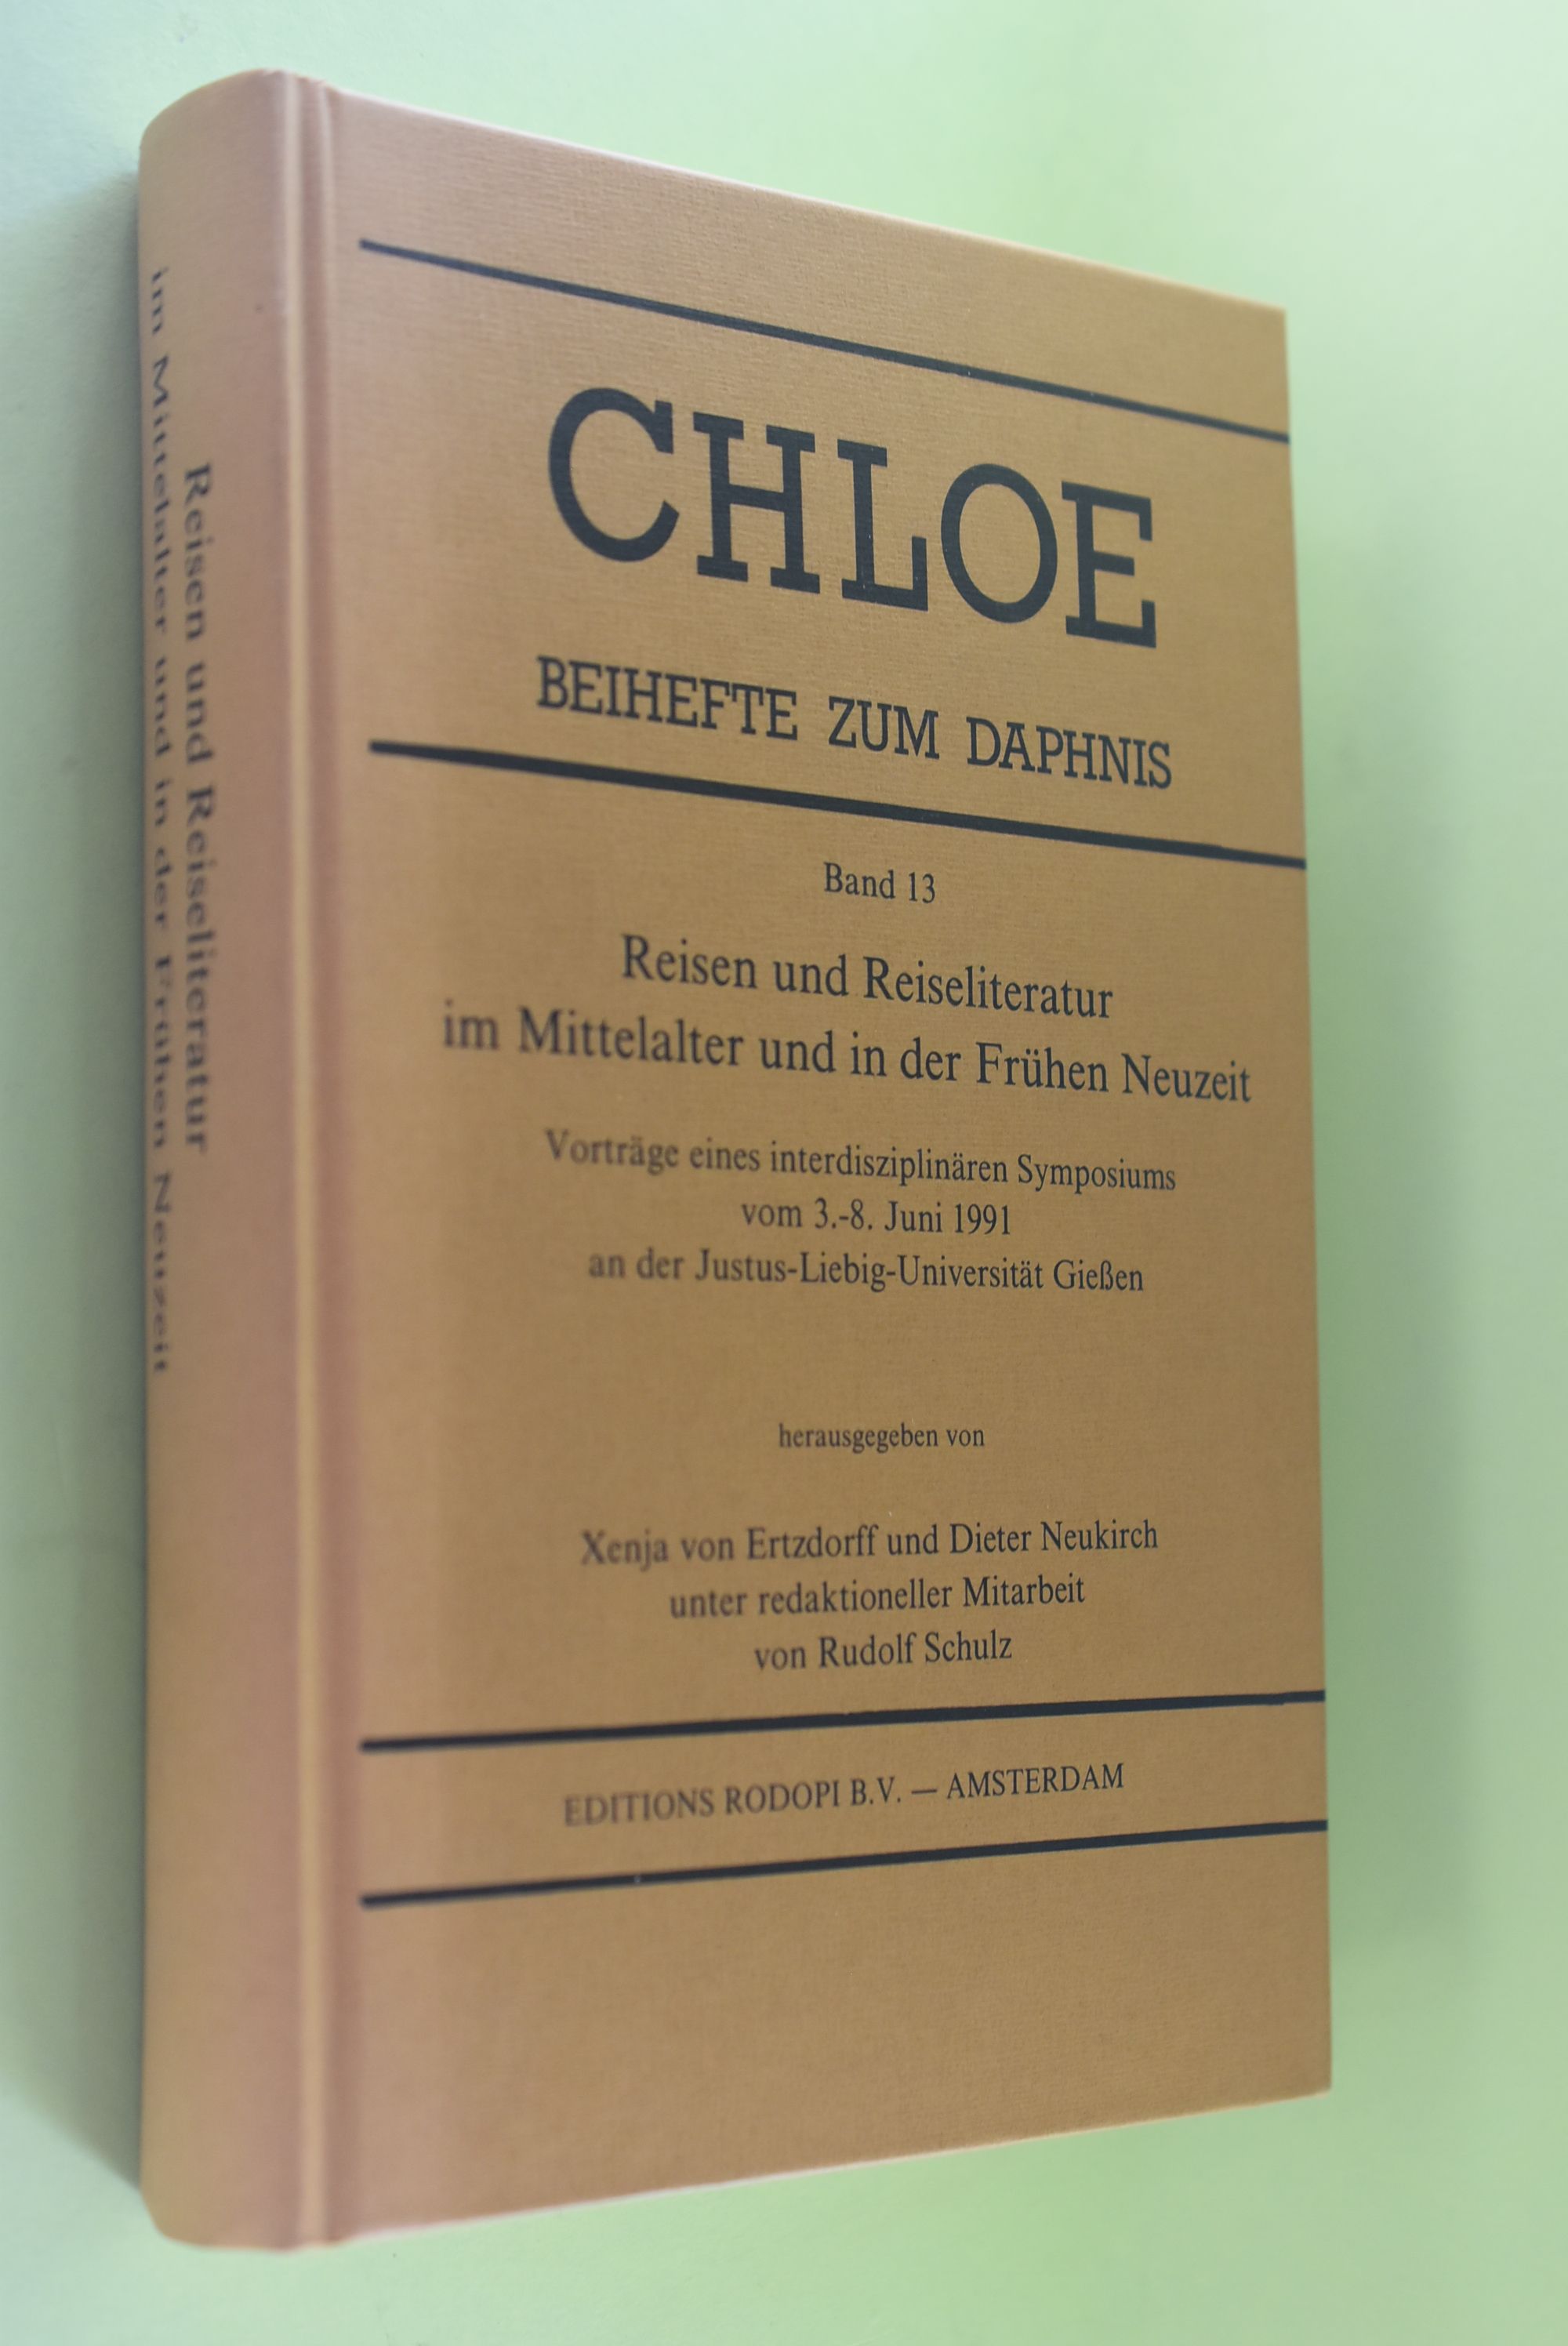 Reisen und Reiseliteratur
im Mittelalter und in der Frühen Neuzeit
CHLOE
BEIHEFTE ZUM DAPHNIS
Band 13
Reisen und Reiseliteratur
im Mittelalter und in der Frühen Neuzeit
Vorträge eines interdisziplinären Symposiums
vom 3.-8. Juni 1991
an der Justus-Liebig-Universität Gießen
herausgegeben von
Xenja von Ertzdorff und Dieter Neukirch
unter redaktioneller Mitarbeit
von Rudolf Schulz
EDITIONS RODOPI B.V. — AMSTERDAM